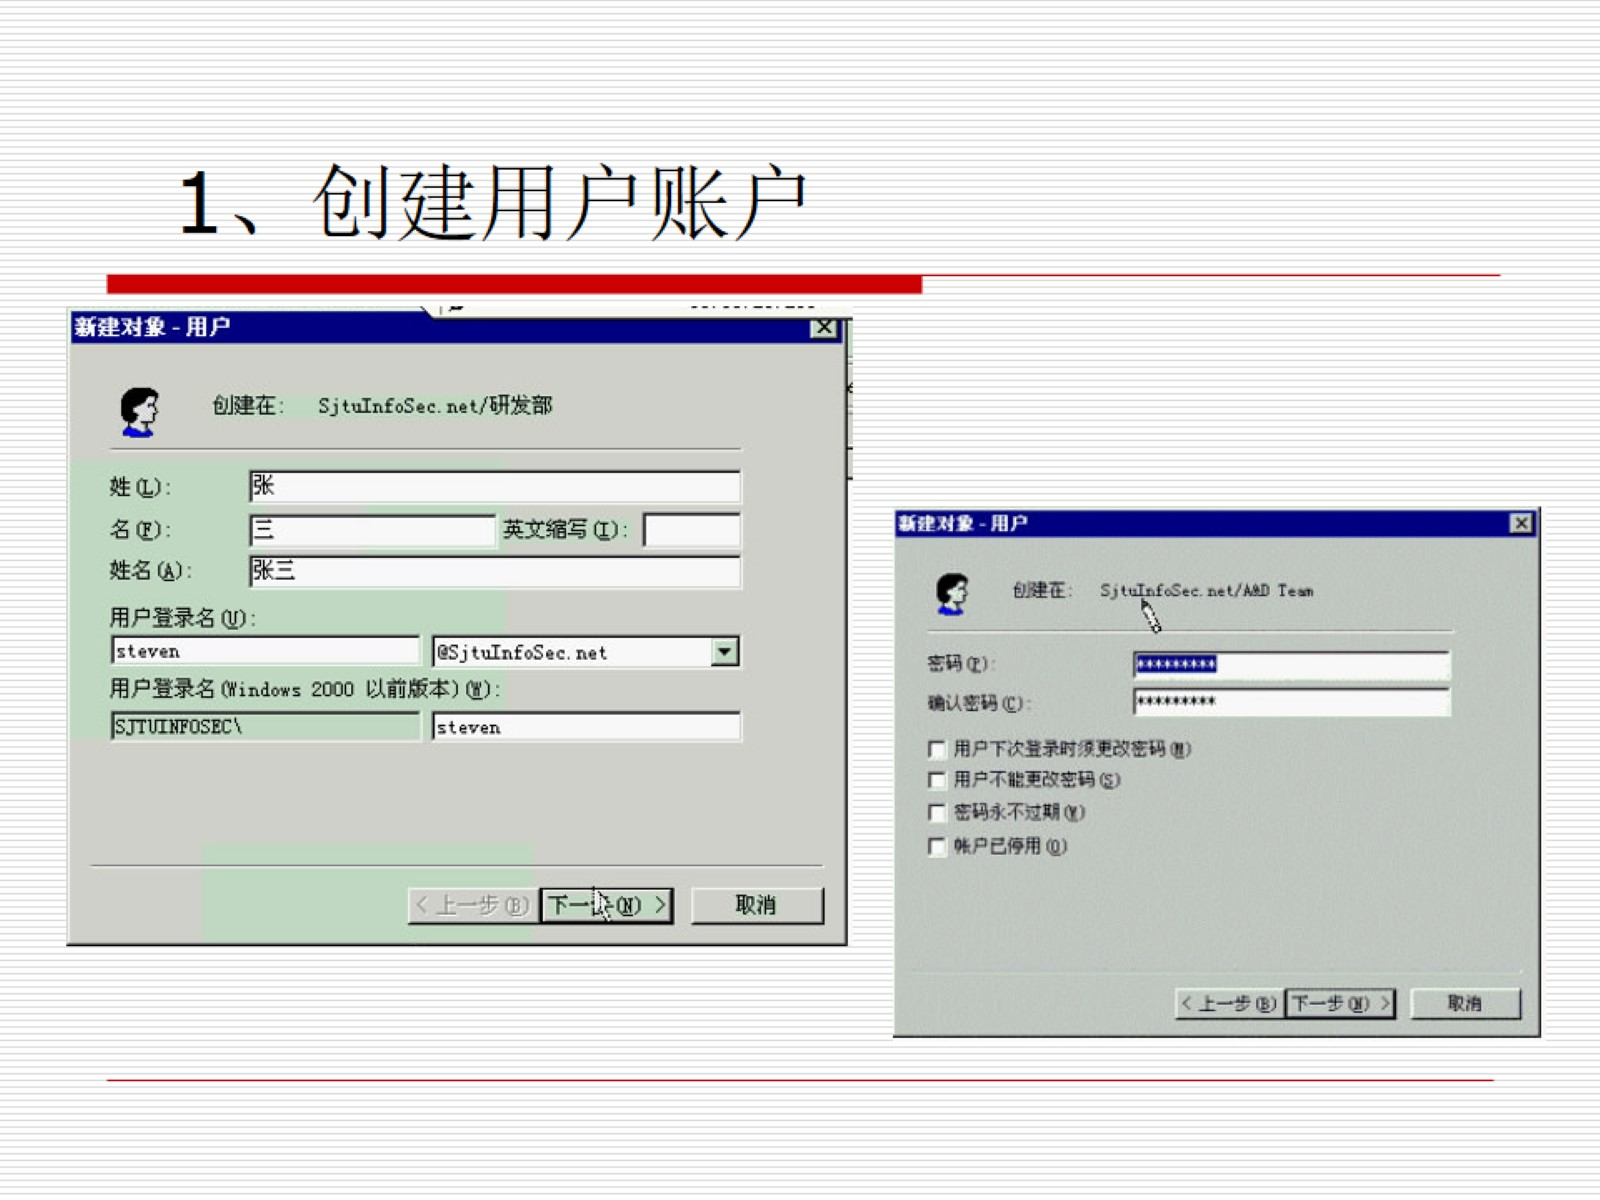 1、创建用户账户
新建对象 - 用户
创建在: SjtuInfoSec.net/研发部
姓(L): 张
名(F): 三 英文缩写(I):
姓名(A): 张三
用户登录名(U):
steven @SjtuInfoSec.net
用户登录名(Windows 2000 以前版本)(W):
SJTUINFOSEC\ steven
< 上一步(B) 下一步(N) > 取消
新建对象 - 用户
创建在: SjtuInfoSec.net/A&D Team
密码(P): *********
确认密码(C): *********
用户下次登录时须更改密码(M)
用户不能更改密码(S)
密码永不过期(W)
帐户已停用(O)
< 上一步(B) 下一步(N) > 取消